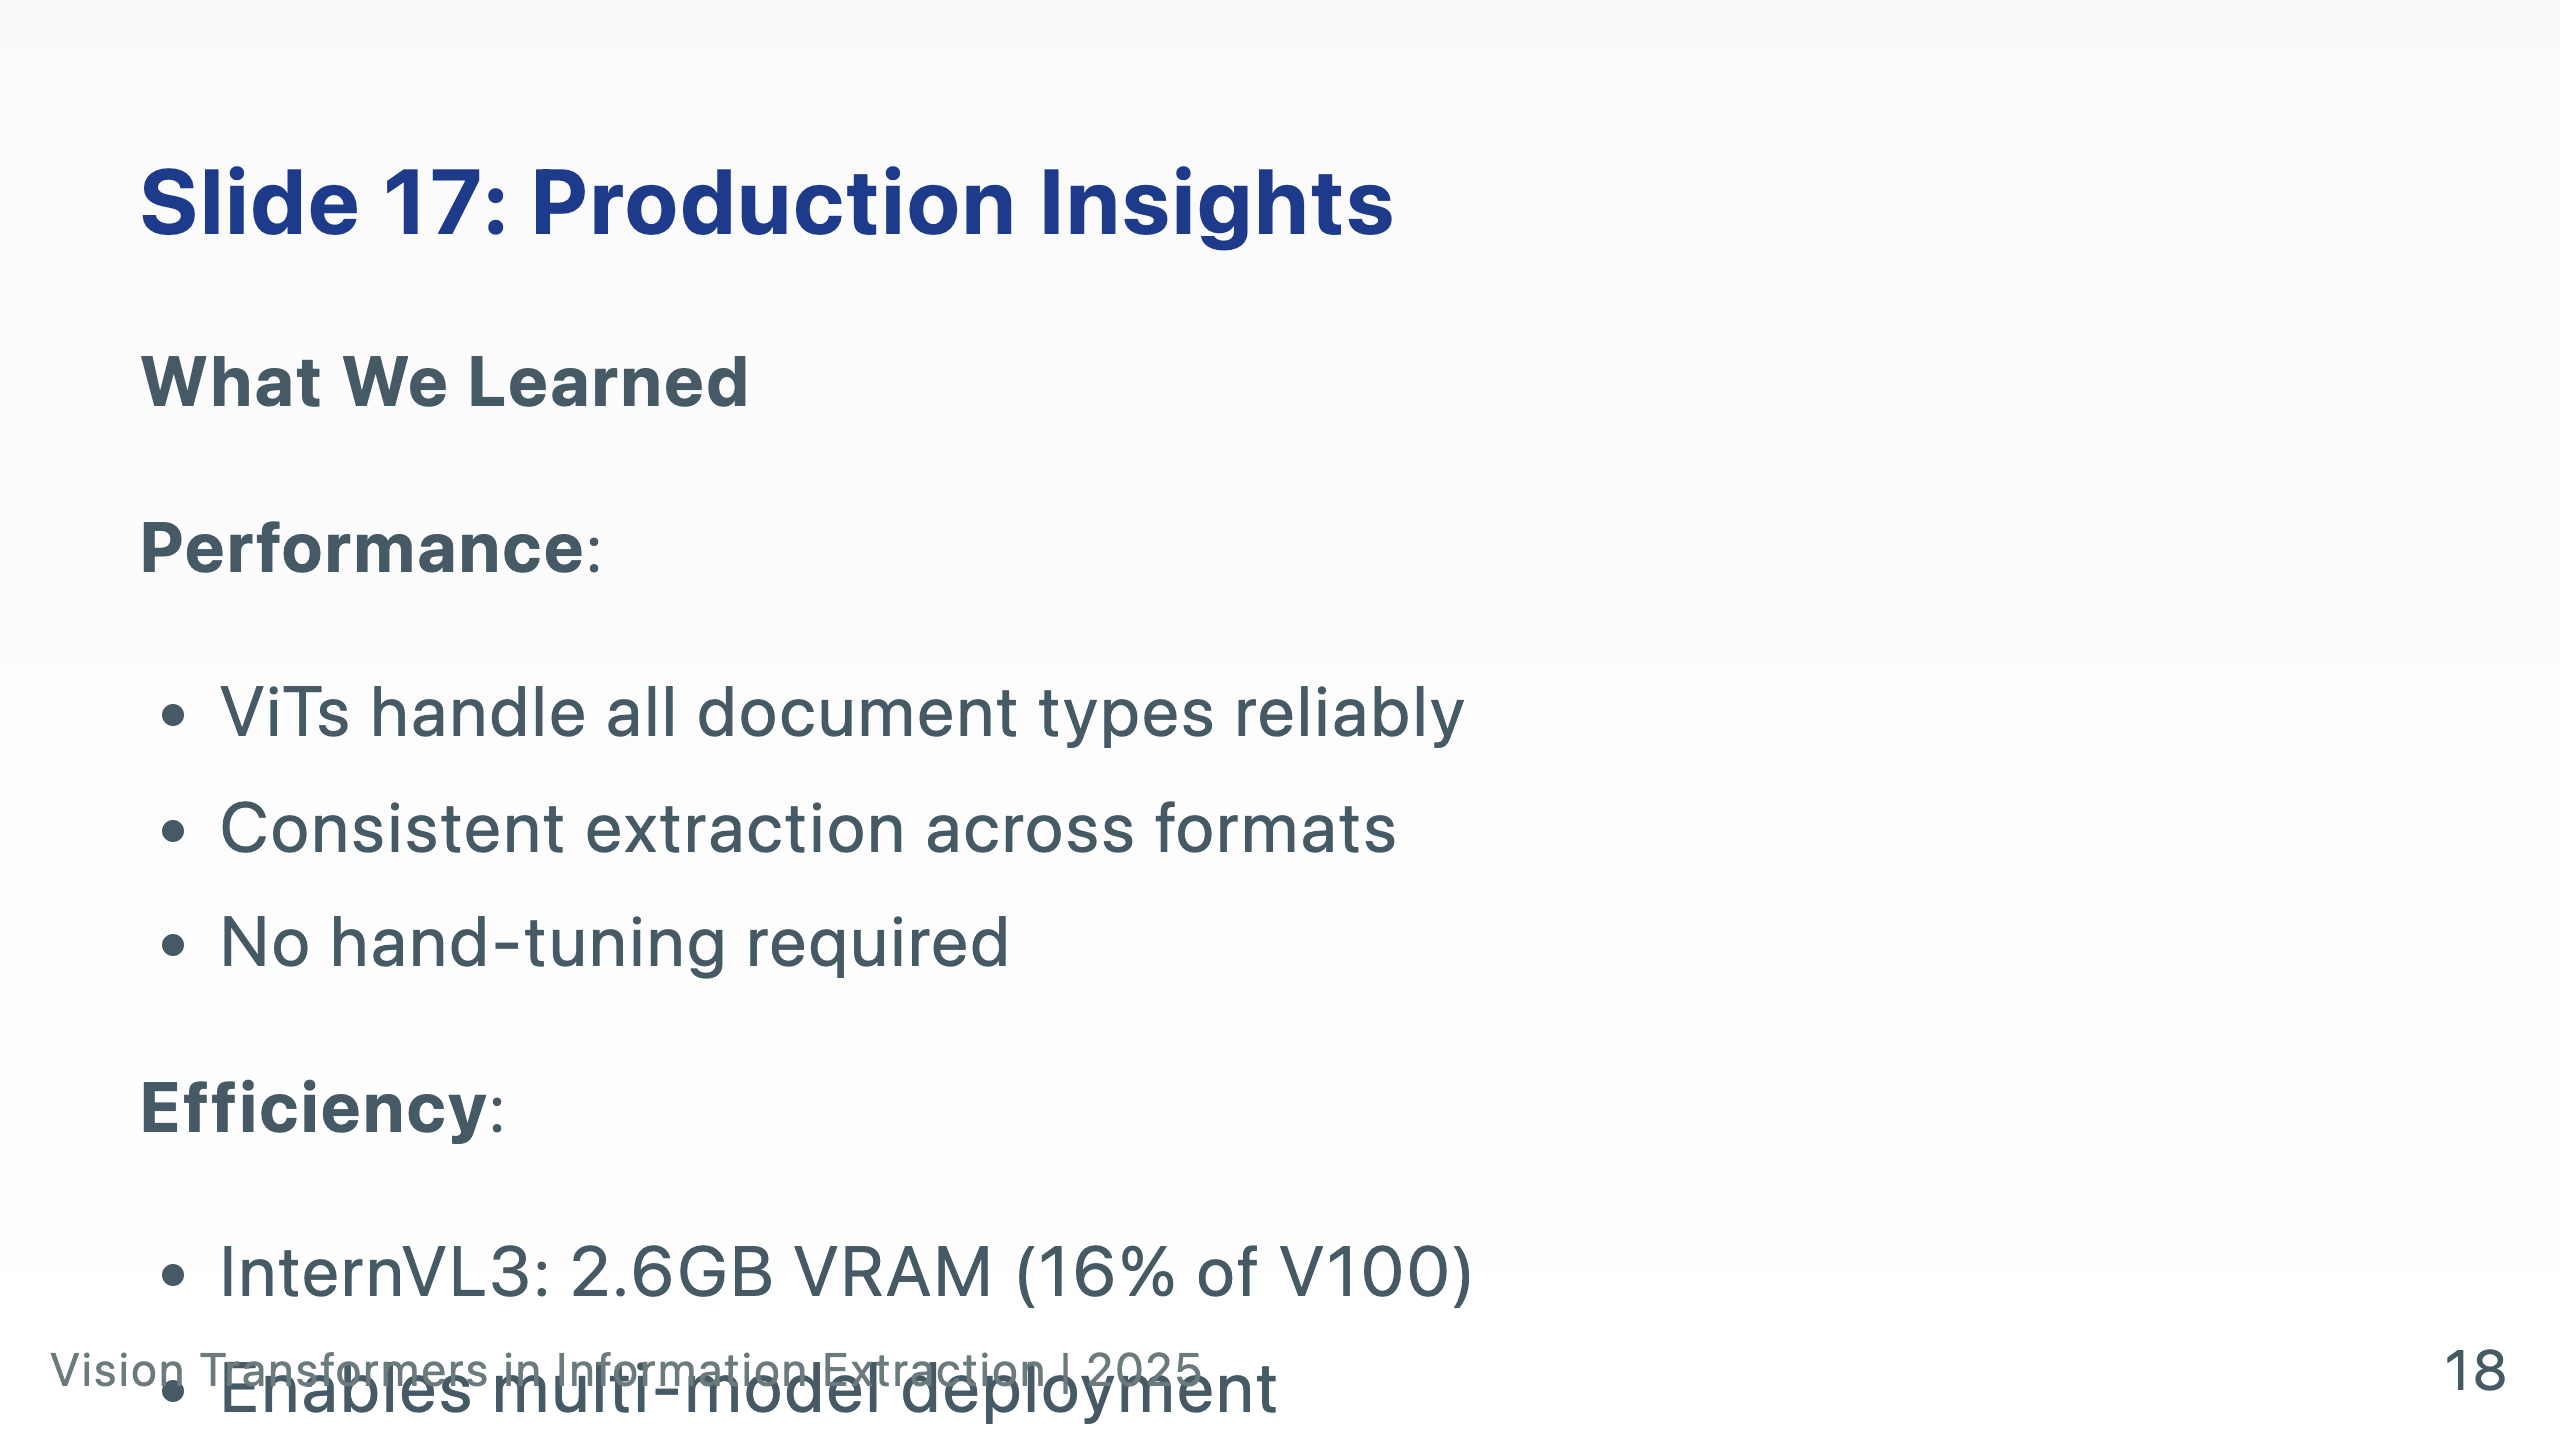 Slide 17: Production Insights
What We Learned
Performance:
• ViTs handle all document types reliably
• Consistent extraction across formats
• No hand-tuning required
Efficiency:
• InternVL3: 2.6GB VRAM (16% of V100)
• Enables multi-model deployment
Vision Transformers in Information Extraction | 2025
18